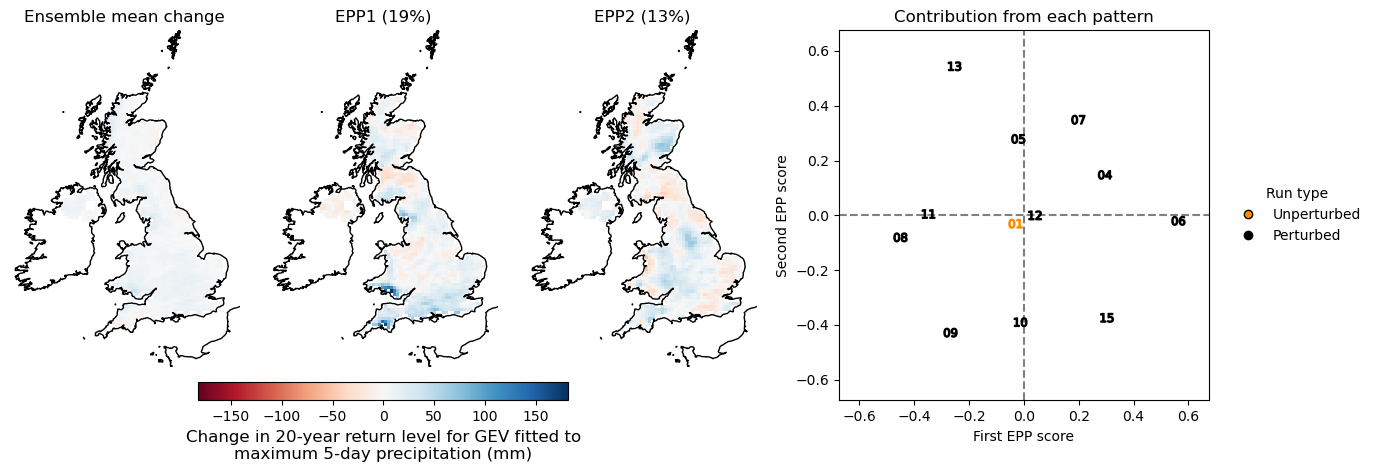 Ensemble mean change
EPP1 (19%)
EPP2 (13%)
−150 −100 −50 0 50 100 150
Change in 20-year return level for GEV fitted to
maximum 5-day precipitation (mm)
Contribution from each pattern
Second EPP score
0.6
0.4
0.2
0.0
−0.2
−0.4
−0.6
13
07
05
04
11
12
01
06
08
10
15
09
−0.6 −0.4 −0.2 0.0 0.2 0.4 0.6
First EPP score
Run type
Unperturbed
Perturbed